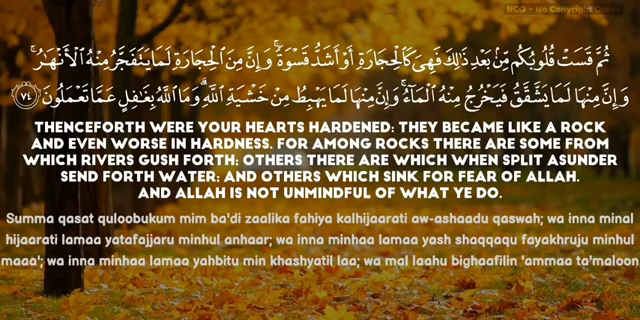 NCQ - No Copyright Quran
ثُمَّ قَسَتْ قُلُوبُكُم مِّنۢ بَعْدِ ذَٰلِكَ فَهِىَ كَٱلْحِجَارَةِ أَوْ أَشَدُّ قَسْوَةً ۚ وَإِنَّ مِنَ ٱلْحِجَارَةِ لَمَا يَتَفَجَّرُ مِنْهُ ٱلْأَنْهَٰرُ ۚ
وَإِنَّ مِنْهَا لَمَا يَشَّقَّقُ فَيَخْرُجُ مِنْهُ ٱلْمَآءُ ۚ وَإِنَّ مِنْهَا لَمَا يَهْبِطُ مِنْ خَشْيَةِ ٱللَّهِ ۗ وَمَا ٱللَّهُ بِغَٰفِلٍ عَمَّا تَعْمَلُونَ ٧٤
THENCEFORTH WERE YOUR HEARTS HARDENED: THEY BECAME LIKE A ROCK
AND EVEN WORSE IN HARDNESS. FOR AMONG ROCKS THERE ARE SOME FROM
WHICH RIVERS GUSH FORTH; OTHERS THERE ARE WHICH WHEN SPLIT ASUNDER
SEND FORTH WATER; AND OTHERS WHICH SINK FOR FEAR OF ALLAH.
AND ALLAH IS NOT UNMINDFUL OF WHAT YE DO.
Summa qasat quloobukum mim ba'di zaalika fahiya kalhijaarati aw-ashaadu qaswah; wa inna minal
hijaarati lamaa yatafajjaru minhul anhaar; wa inna minhaa lamaa yash shaqqaqu fayakhruju minhul
maaa'; wa inna minhaa lamaa yahbitu min khashyatil laa; wa mal laahu bighaafilin 'ammaa ta'maloon